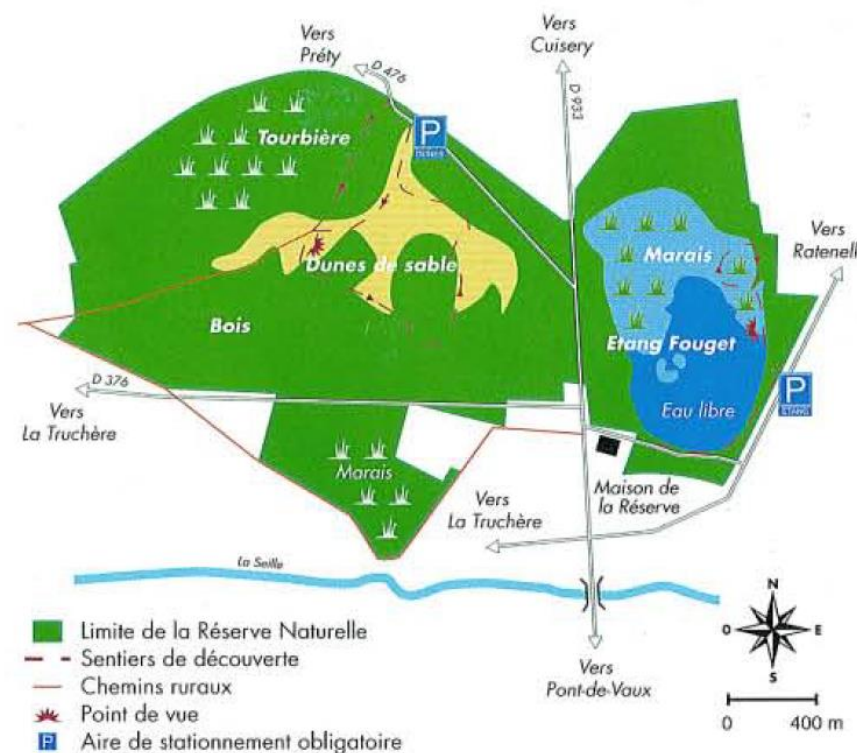 Vers
Préty
D 476
Vers
Cuisery
D 933
P
DUNES
Tourbière
Dunes de sable
Bois
Marais
Vers
Ratenell
Etang Fouget
Eau libre
P
ETANG
D 376
Vers
La Truchère
Marais
Maison de
la Réserve
Vers
La Truchère
La Seille
Vers
Pont-de-Vaux
N
O
E
S
0
400 m
Limite de la Réserve Naturelle
Sentiers de découverte
Chemins ruraux
Point de vue
P
Aire de stationnement obligatoire